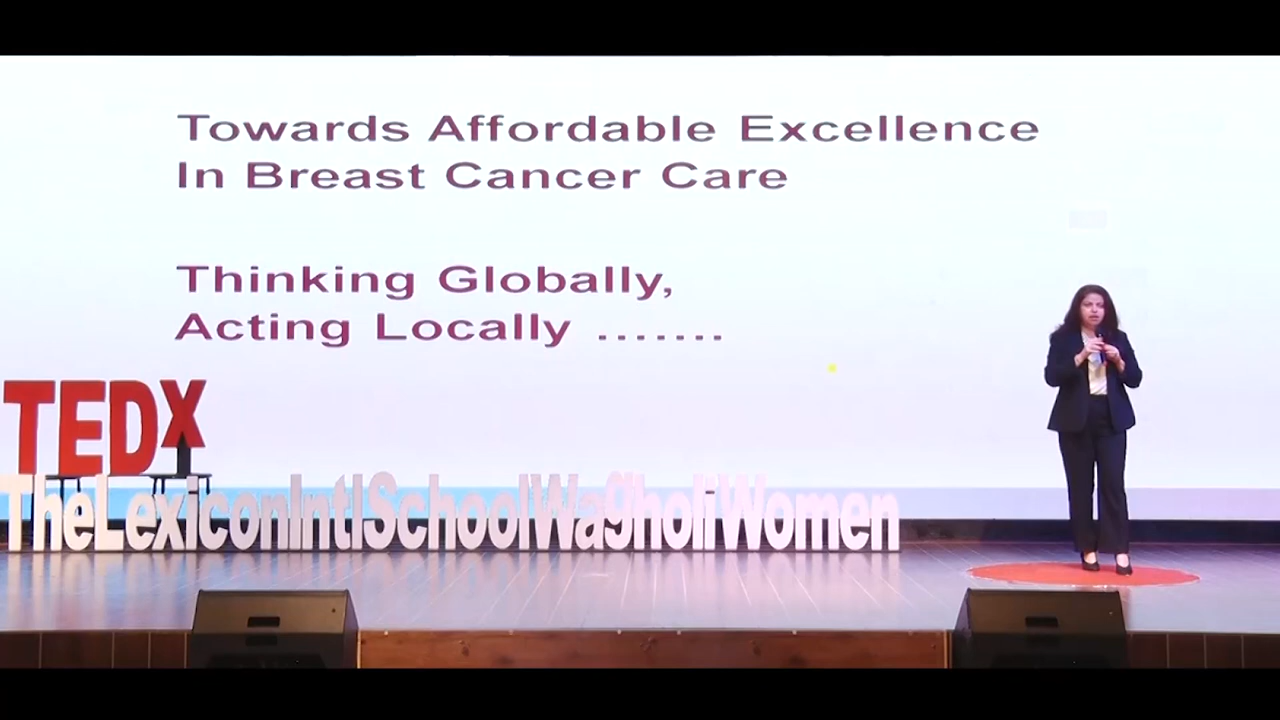 Towards Affordable Excellence
In Breast Cancer Care
Thinking Globally,
Acting Locally .......
TEDx
TheLexiconIntlSchoolWagholiWomen